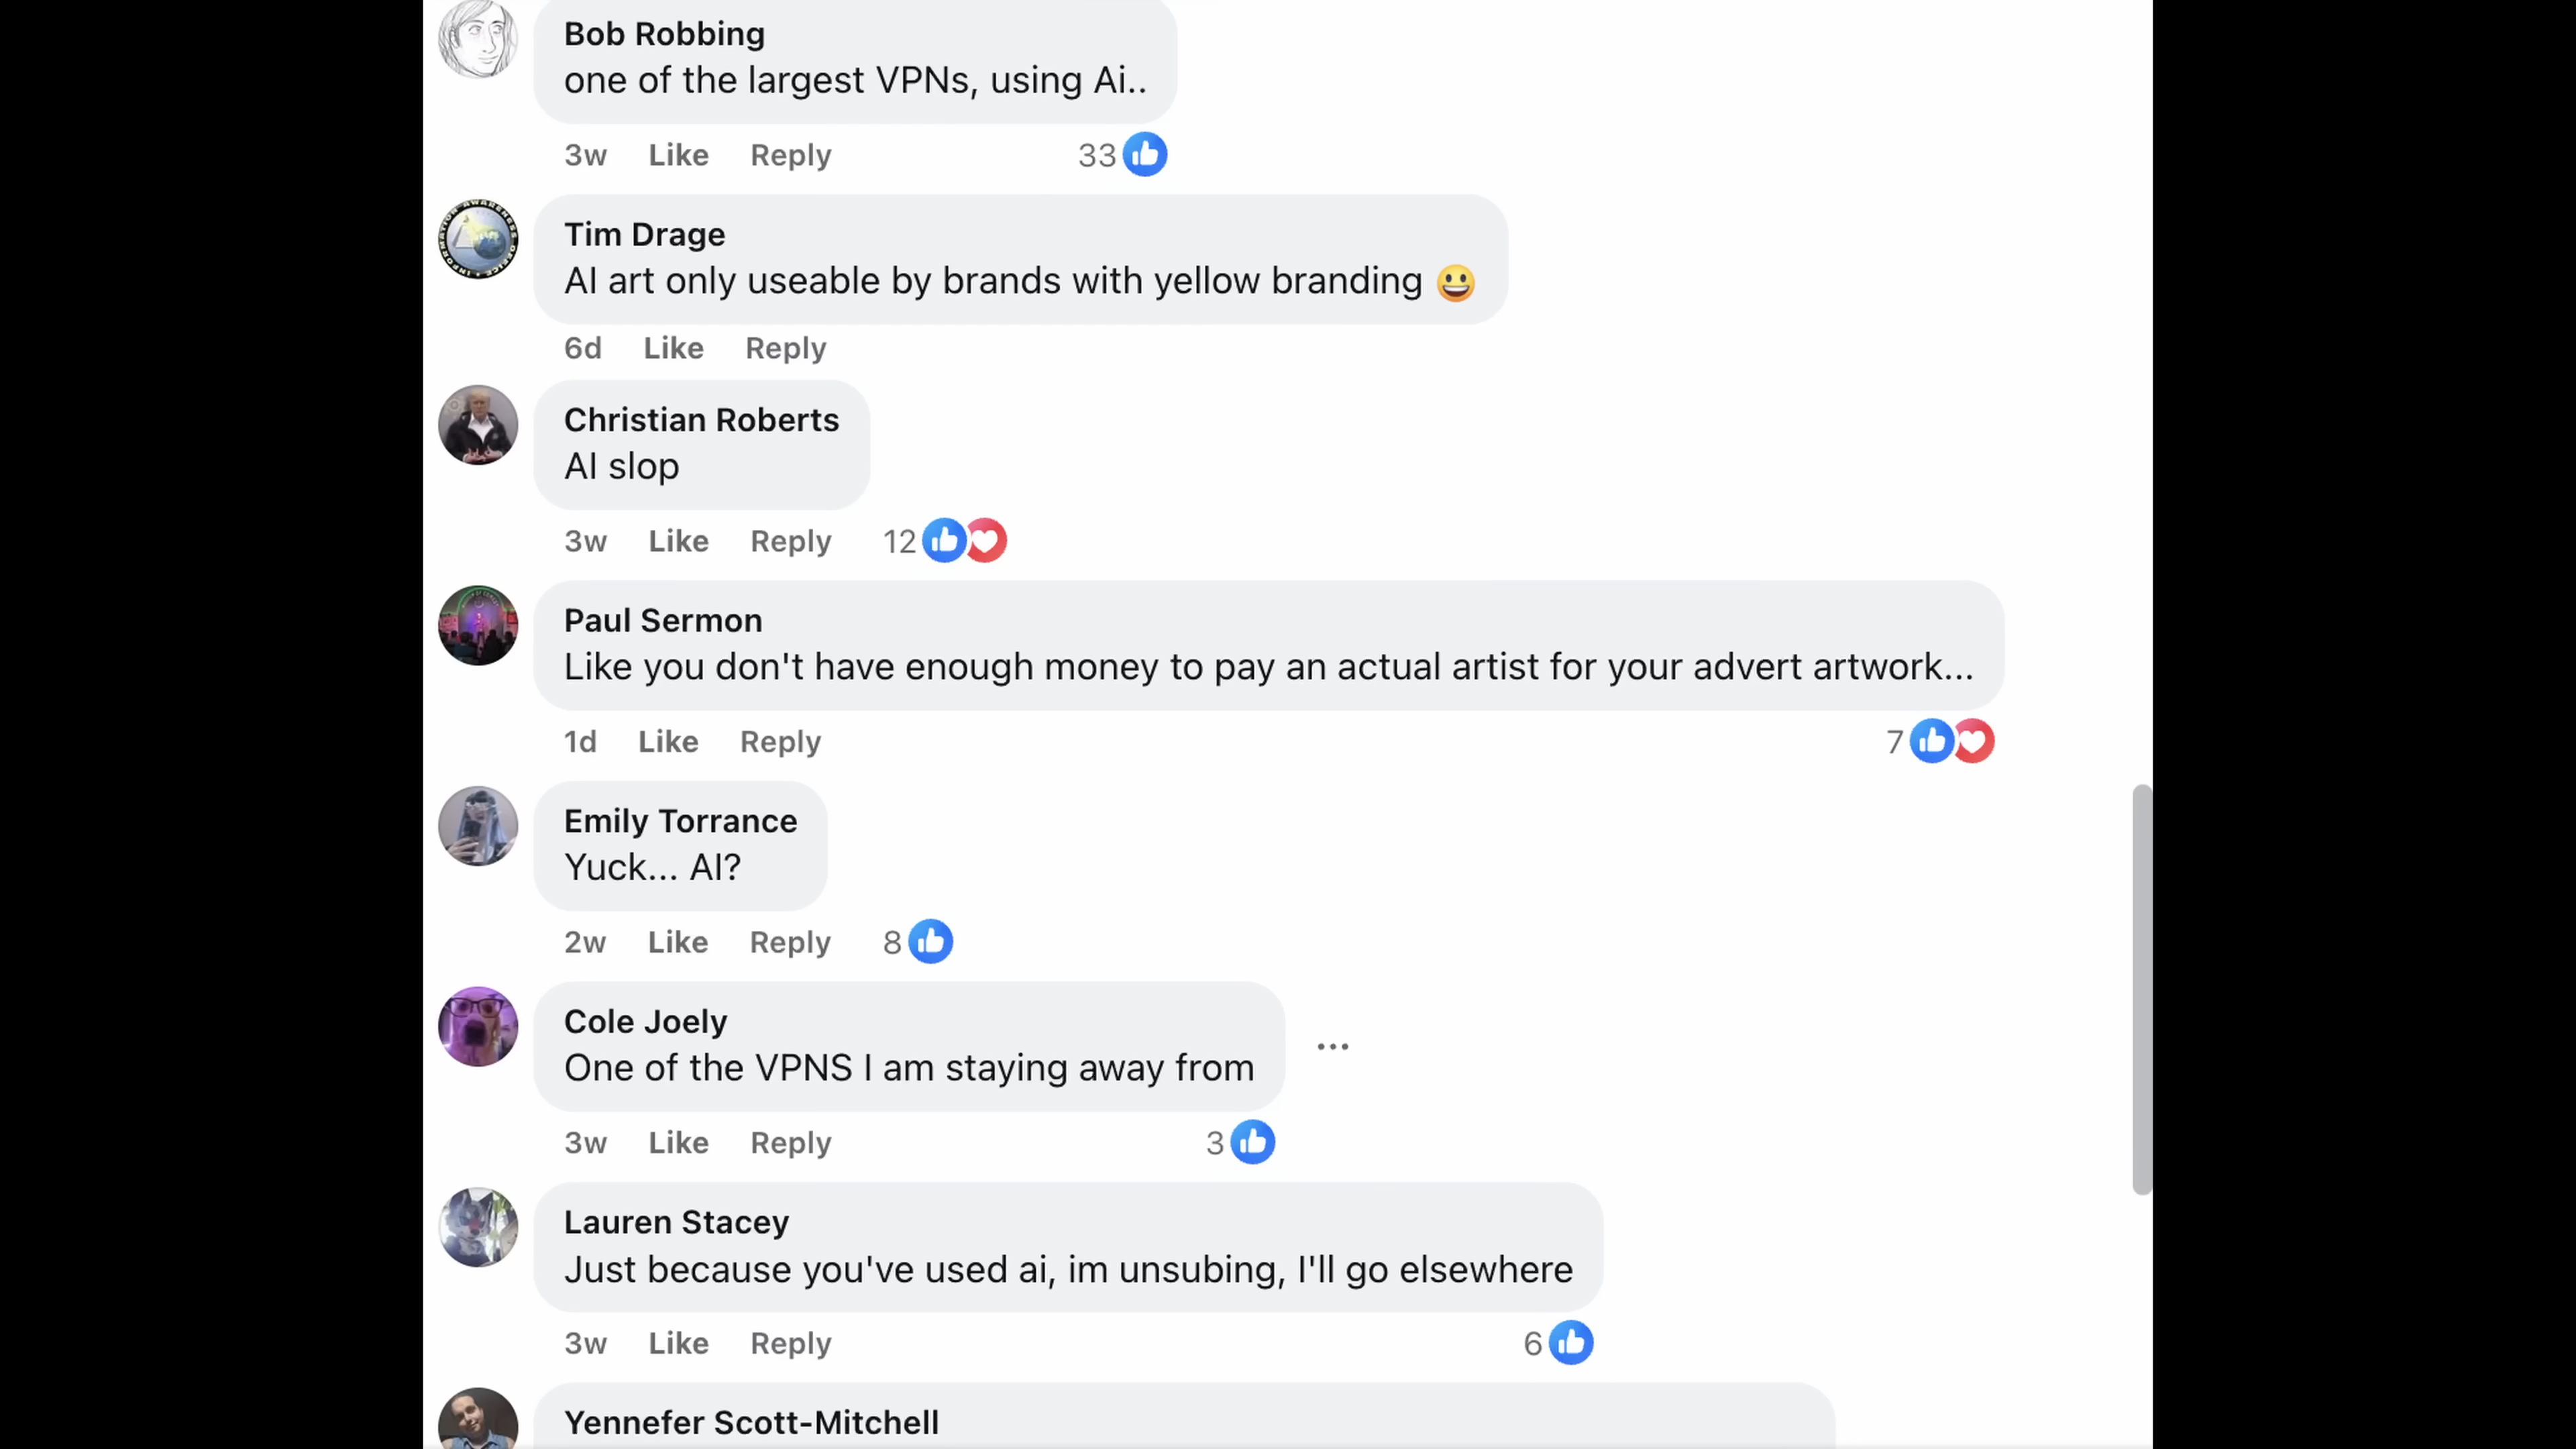 Bob Robbing
one of the largest VPNs, using Ai..
3w Like Reply 33
Tim Drage
AI art only useable by brands with yellow branding 😃
6d Like Reply
Christian Roberts
AI slop
3w Like Reply 12
Paul Sermon
Like you don't have enough money to pay an actual artist for your advert artwork...
1d Like Reply 7
Emily Torrance
Yuck... AI?
2w Like Reply 8
Cole Joely
One of the VPNS I am staying away from
3w Like Reply 3
Lauren Stacey
Just because you've used ai, im unsubing, I'll go elsewhere
3w Like Reply 6
Yennefer Scott-Mitchell